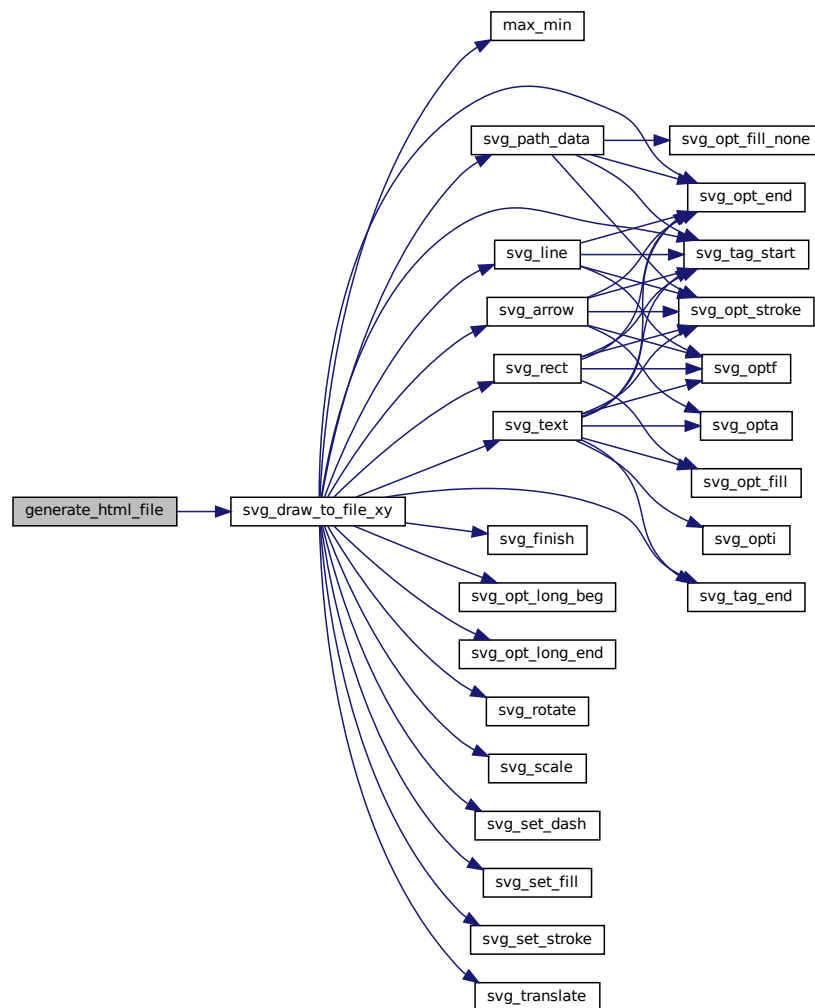 max_min
svg_path_data
svg_opt_fill_none
svg_opt_end
svg_line
svg_tag_start
svg_arrow
svg_opt_stroke
svg_rect
svg_optf
svg_text
svg_opta
svg_opt_fill
generate_html_file
svg_draw_to_file_xy
svg_finish
svg_opti
svg_opt_long_beg
svg_tag_end
svg_opt_long_end
svg_rotate
svg_scale
svg_set_dash
svg_set_fill
svg_set_stroke
svg_translate